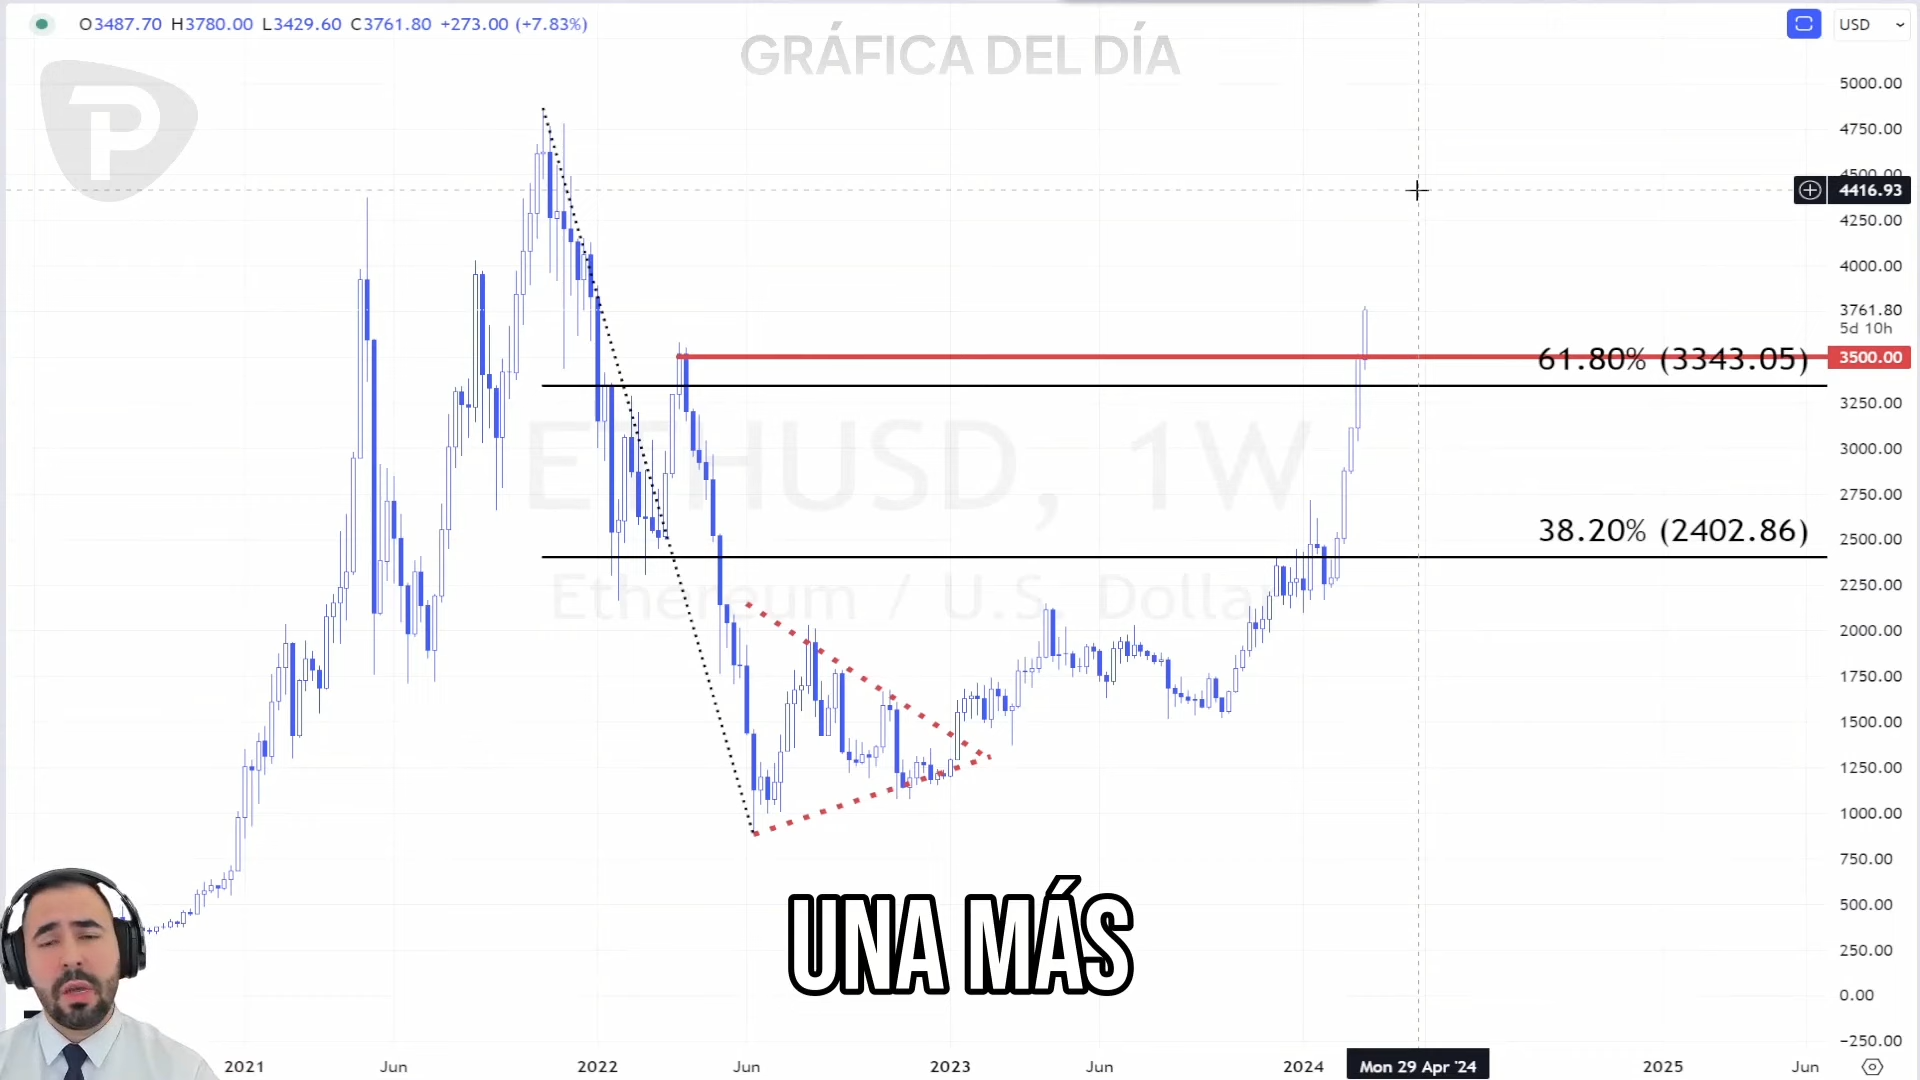 O3487.70 H3780.00 L3429.60 C3761.80 +273.00 (+7.83%)
GRÁFICA DEL DÍA
USD
P
5000.00
4750.00
4500.00
4416.93
4250.00
4000.00
3761.80
5d 10h
61.80% (3343.05)
3500.00
3250.00
ETHUSD, 1W
3000.00
2750.00
38.20% (2402.86)
2500.00
Ethereum / U.S. Dollar
2250.00
2000.00
1750.00
1500.00
1250.00
1000.00
750.00
UNA MÁS
500.00
250.00
0.00
−250.00
2021 Jun 2022 Jun 2023 Jun 2024 Mon 29 Apr '24 2025 Jun